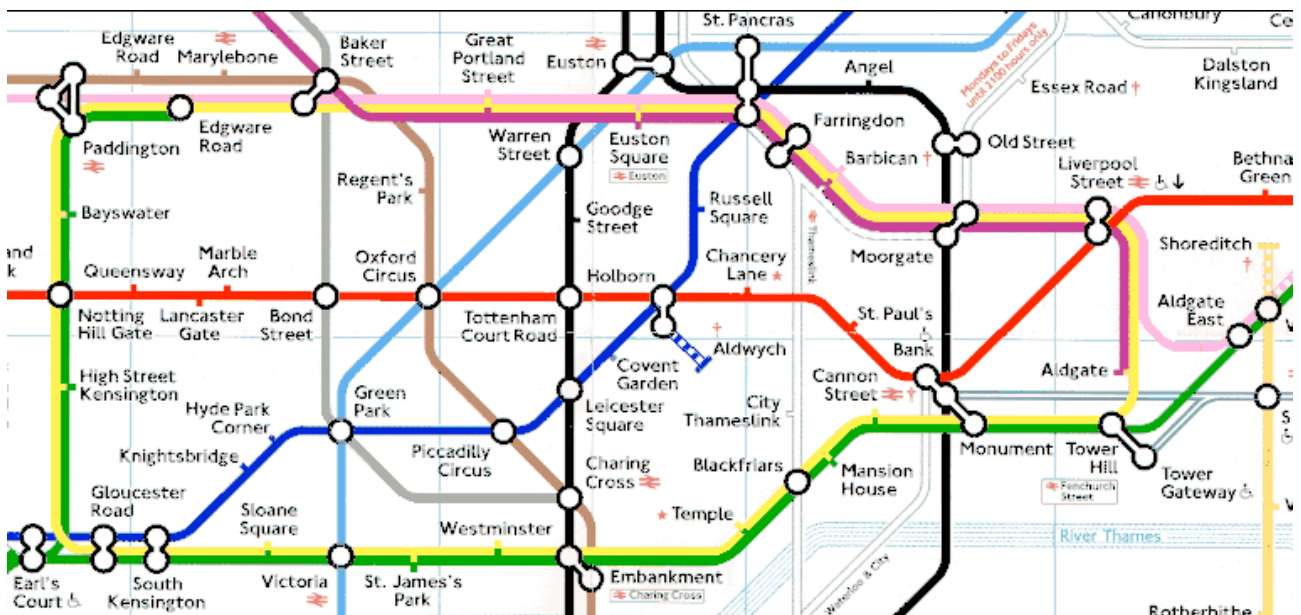 St. Pancras
Canonbury
Edgware
Road
Marylebone
Baker
Street
Great
Portland
Street
Euston
Angel
Mondays to Fridays
until 2100 hours only
Essex Road †
Dalston
Kingsland
Paddington
Edgware
Road
Warren
Street
Euston
Square
Euston
Farringdon
Barbican †
Old Street
Liverpool
Street
Bethna
Green
Regent's
Park
Bayswater
Goodge
Street
Russell
Square
Thameslink
Moorgate
Shoreditch
†
and
k
Queensway
Marble
Arch
Oxford
Circus
Holborn
Chancery
Lane ★
Notting
Hill Gate
Lancaster
Gate
Bond
Street
Tottenham
Court Road
St. Paul's
Bank
Aldgate
East
†
Aldwych
Covent
Garden
High Street
Kensington
Hyde Park
Corner
Green
Park
Leicester
Square
Cannon
Street †
Aldgate
City
Thameslink
Knightsbridge
Piccadilly
Circus
Charing
Cross
Blackfriars
Mansion
House
Monument
Tower
Hill
Fenchurch
Street
Tower
Gateway
S
Gloucester
Road
Sloane
Square
Westminster
★ Temple
River Thames
Earl's
Court
South
Kensington
Victoria
St. James's
Park
Embankment
Charing Cross
Waterloo & City
Rotherhithe